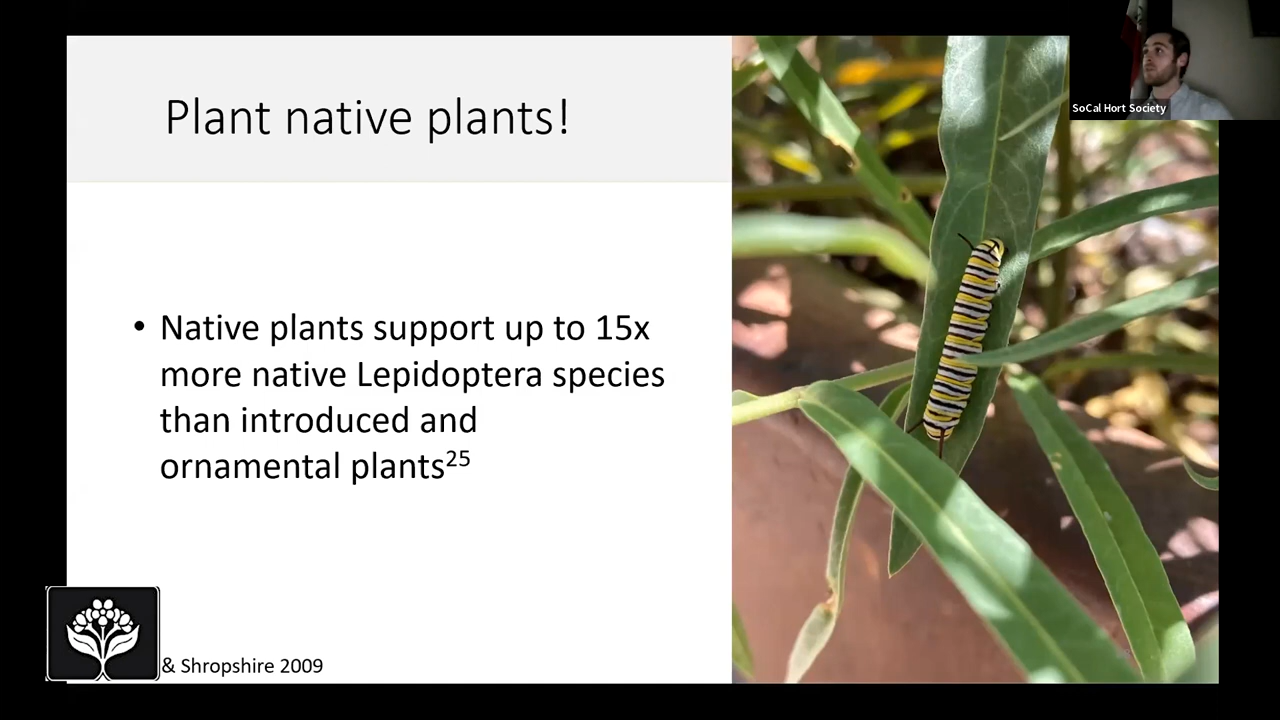 Plant native plants!
SoCal Hort Society
• Native plants support up to 15x
more native Lepidoptera species
than introduced and
ornamental plants25
& Shropshire 2009